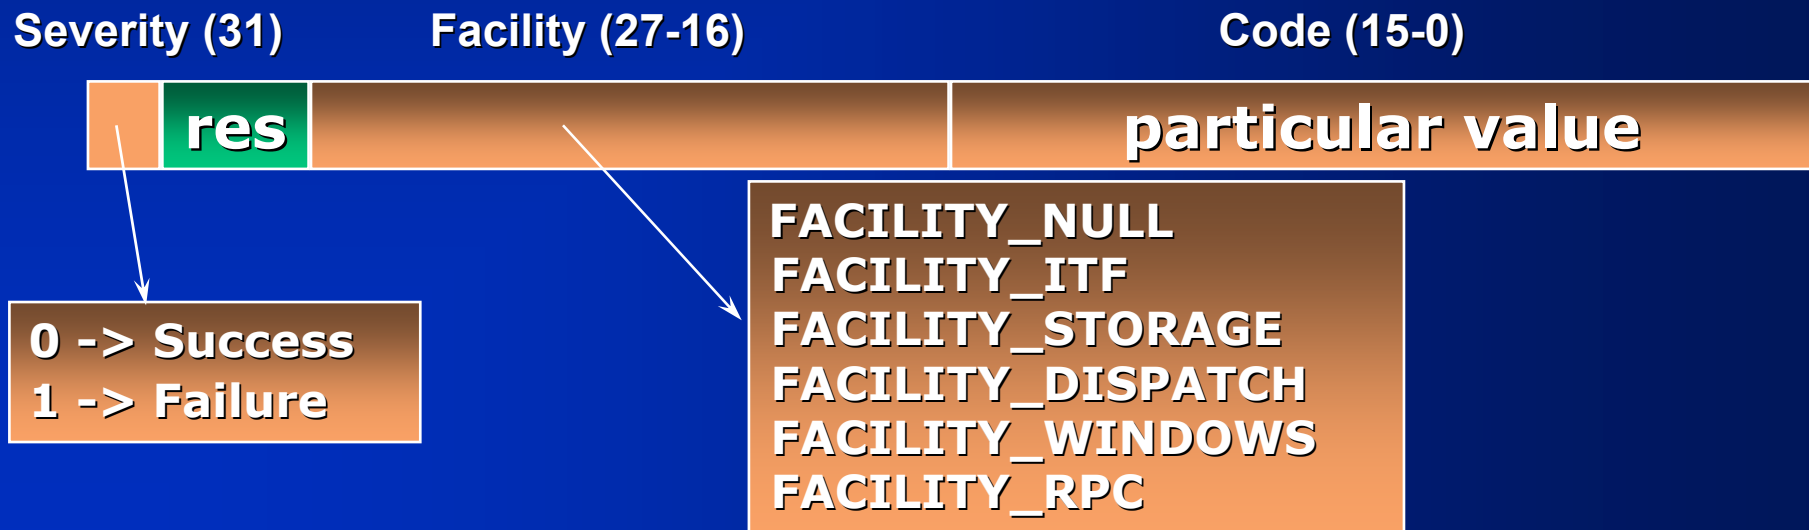 Severity (31) Facility (27-16) Code (15-0)
res particular value
0 -> Success
1 -> Failure
FACILITY_NULL
FACILITY_ITF
FACILITY_STORAGE
FACILITY_DISPATCH
FACILITY_WINDOWS
FACILITY_RPC